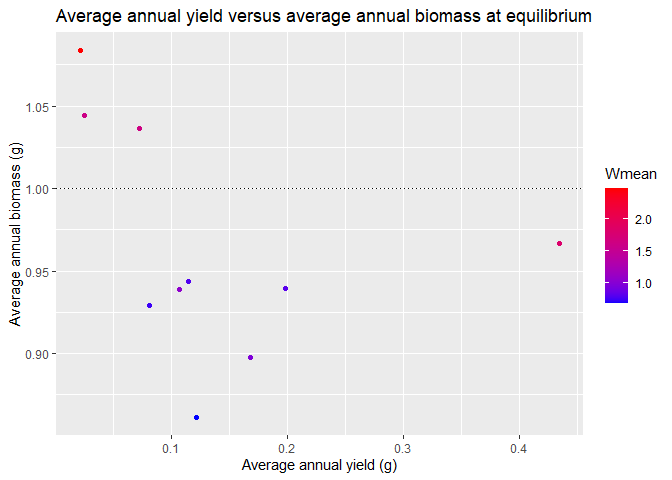 Average annual yield versus average annual biomass at equilibrium
Average annual biomass (g)
1.05
1.00
0.95
0.90
0.1 0.2 0.3 0.4
Average annual yield (g)
Wmean
2.0
1.5
1.0